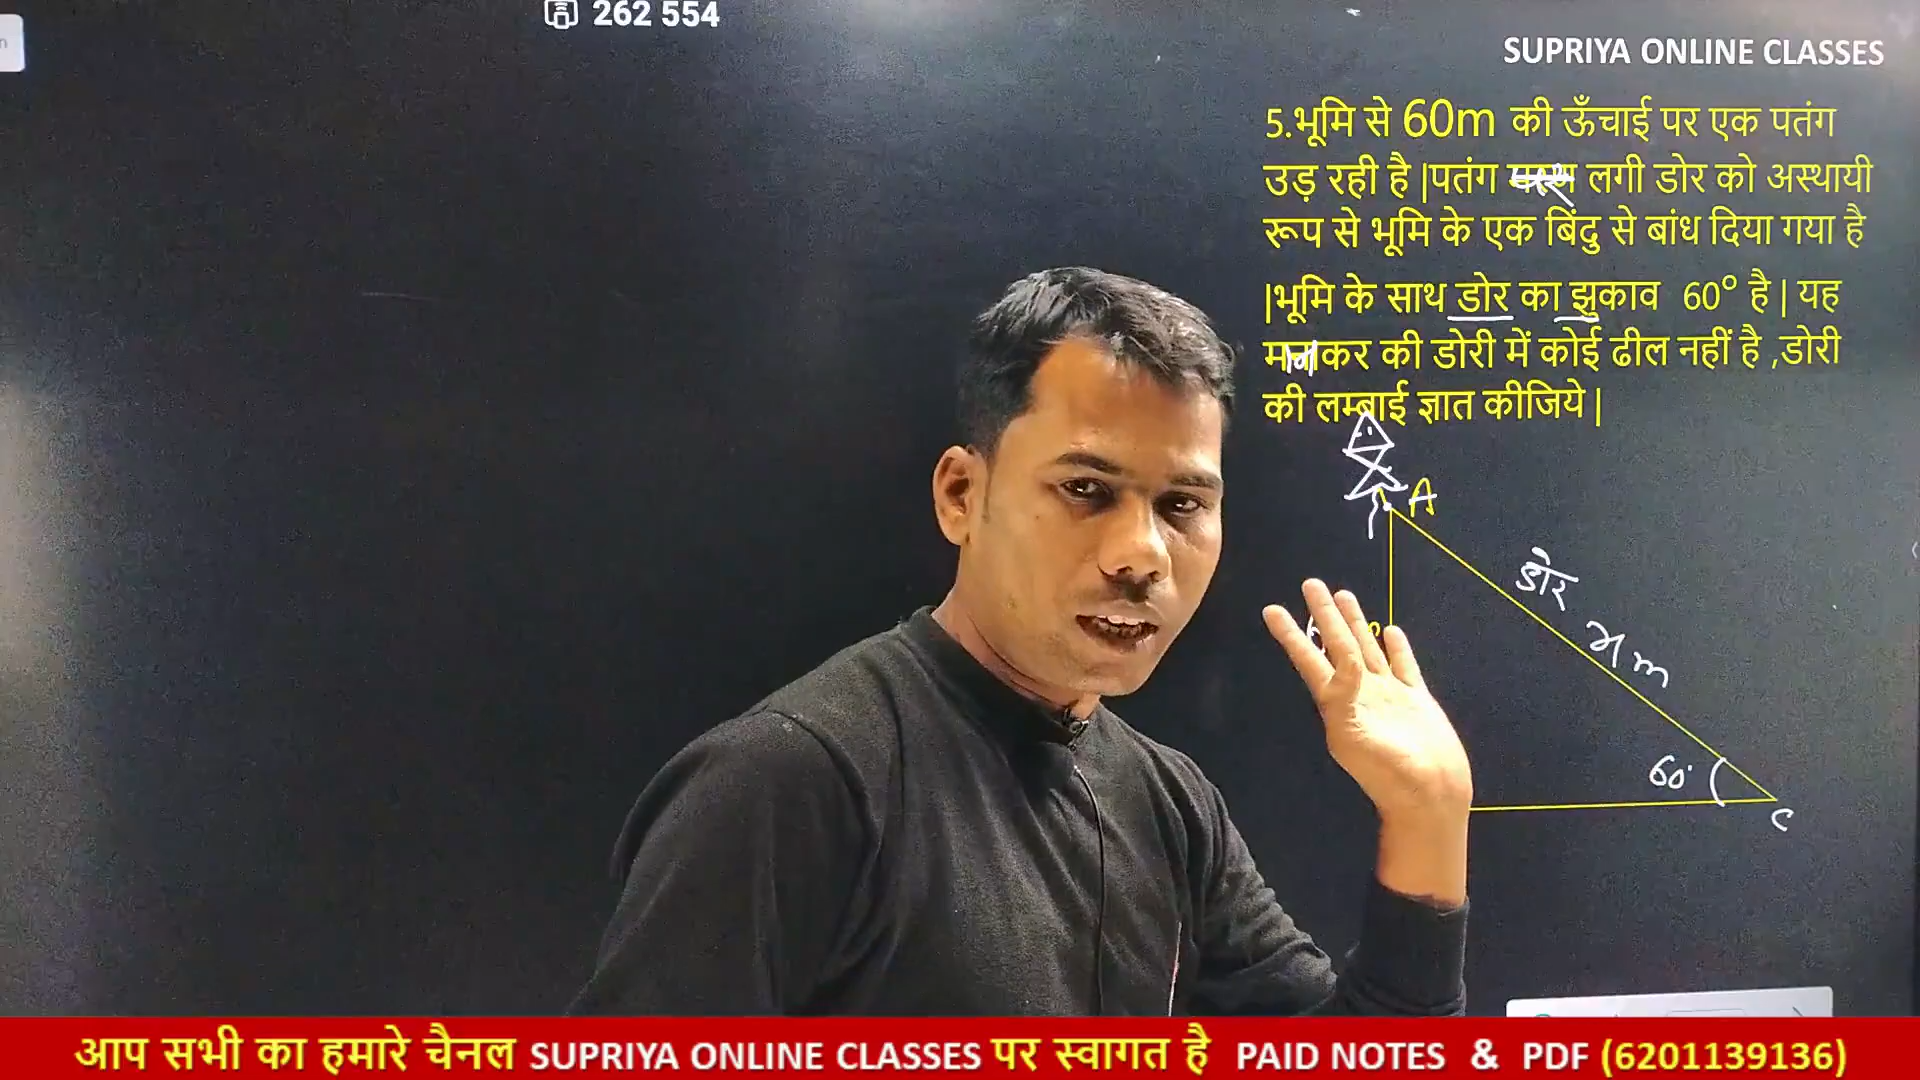 262 554
SUPRIYA ONLINE CLASSES
5.भूमि से 60m की ऊँचाई पर एक पतंग
उड़ रही है |पतंग लगी डोर को अस्थायी
रूप से भूमि के एक बिंदु से बांध दिया गया है
|भूमि के साथ डोर का झुकाव 60° है | यह
मानकर की डोरी में कोई ढील नहीं है ,डोरी
की लम्बाई ज्ञात कीजिये |
A
डोर
x m
60°
C
आप सभी का हमारे चैनल SUPRIYA ONLINE CLASSES पर स्वागत है PAID NOTES & PDF (6201139136)